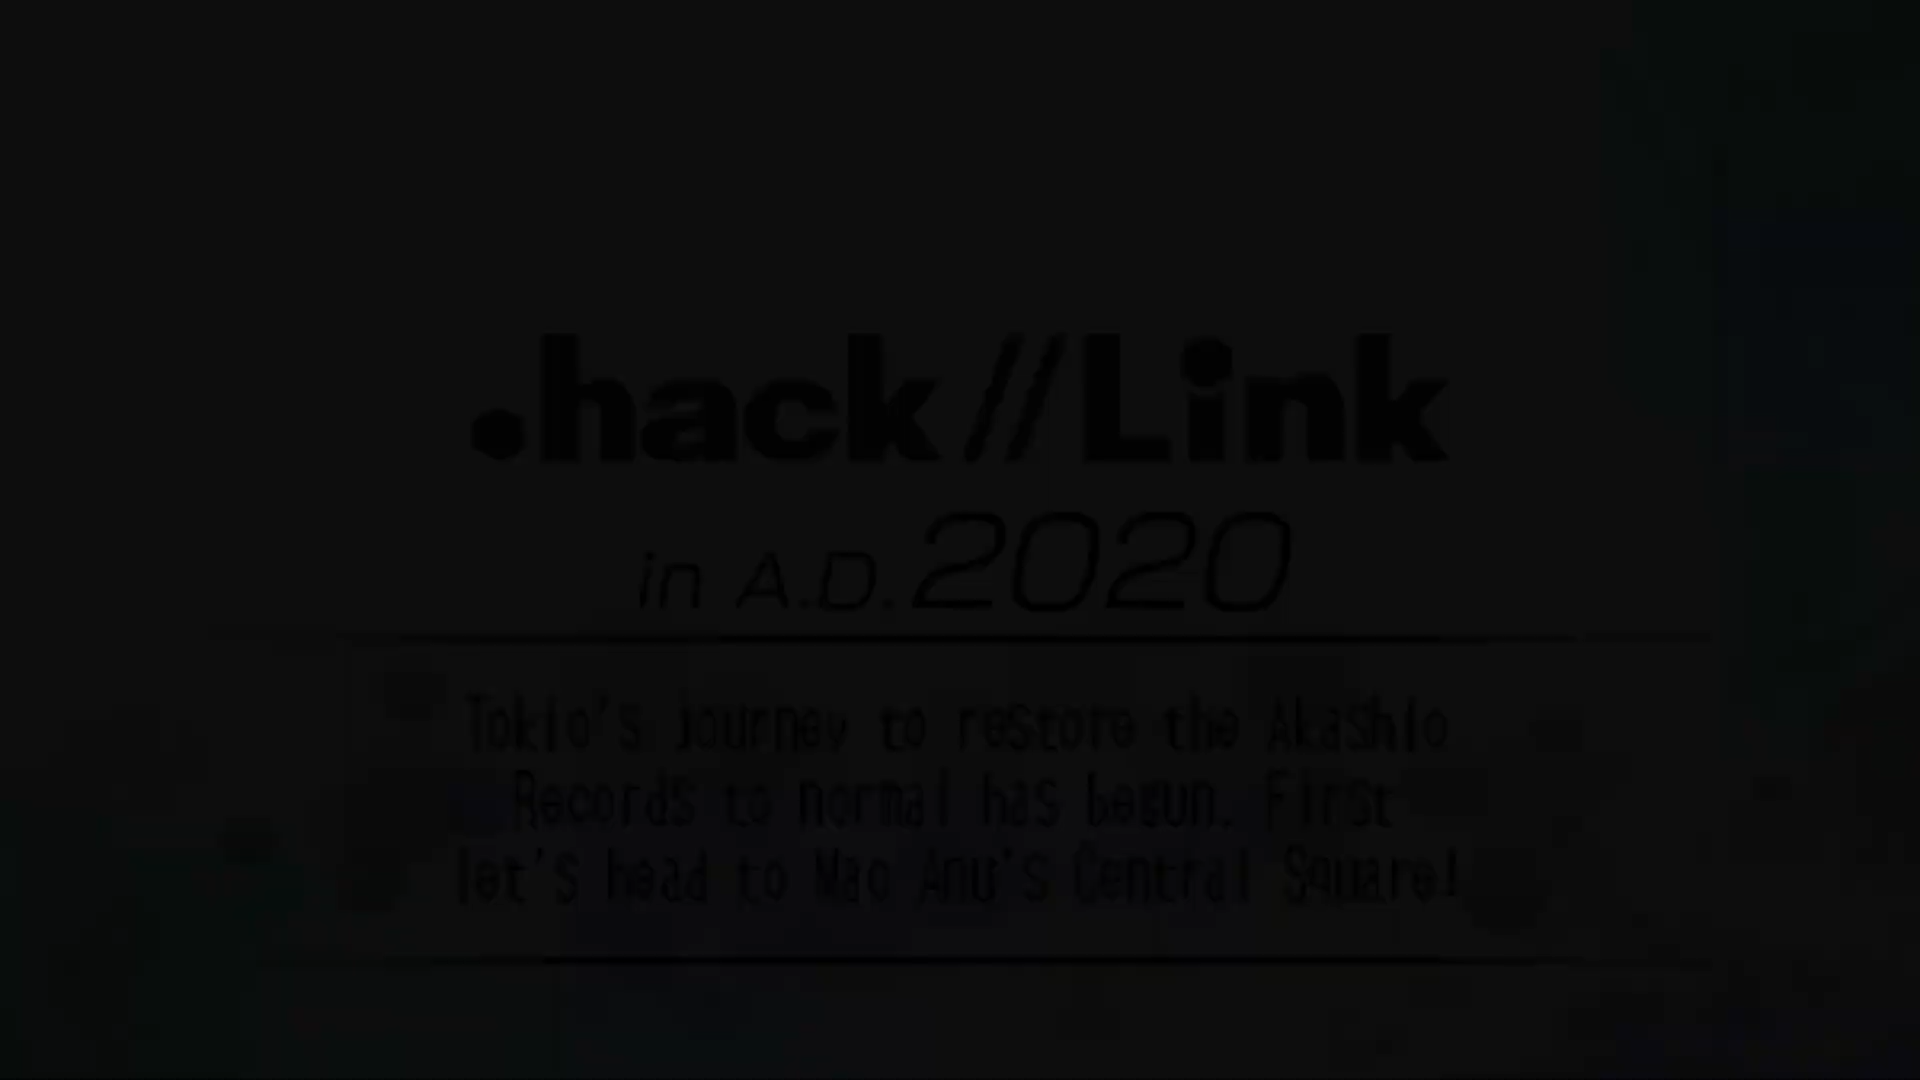 .hack//Link
in A.D.2020
Tokio's journey to restore the Akashic
Records to normal has begun. First
let's head to Mac Anu's Central Square!